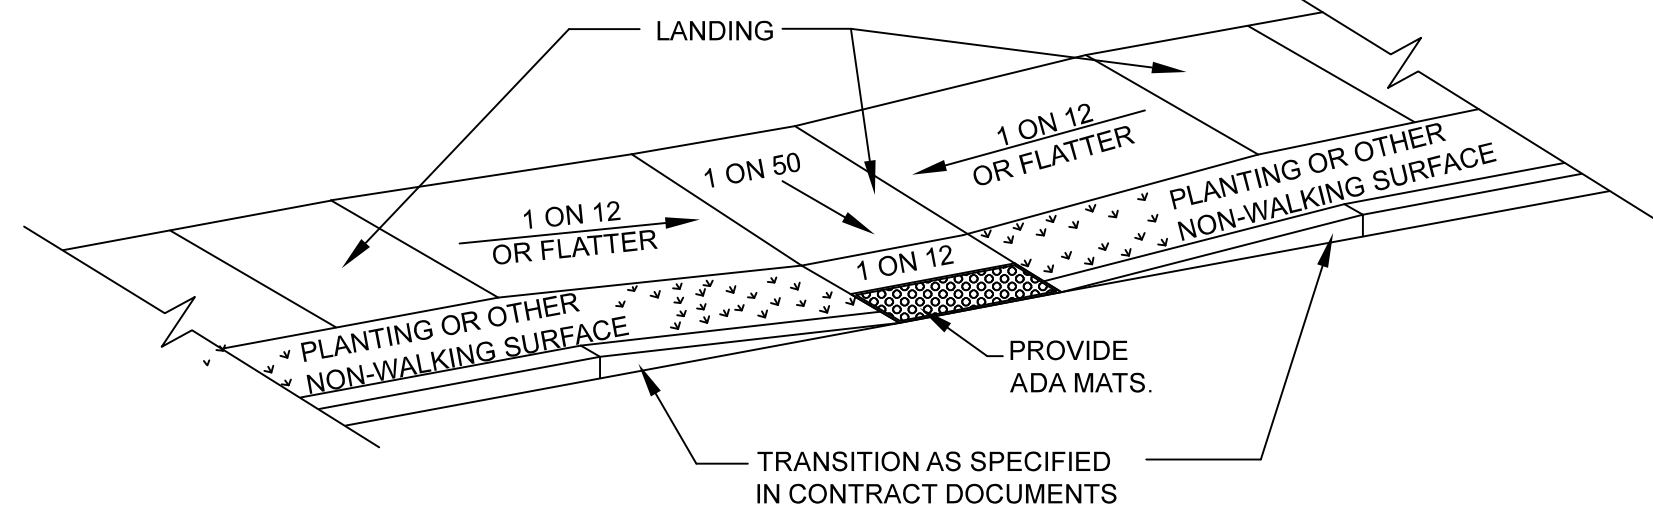 LANDING
1 ON 12
OR FLATTER
1 ON 50
1 ON 12
OR FLATTER
PLANTING OR OTHER
NON-WALKING SURFACE
1 ON 12
PLANTING OR OTHER
NON-WALKING SURFACE
PROVIDE
ADA MATS.
TRANSITION AS SPECIFIED
IN CONTRACT DOCUMENTS